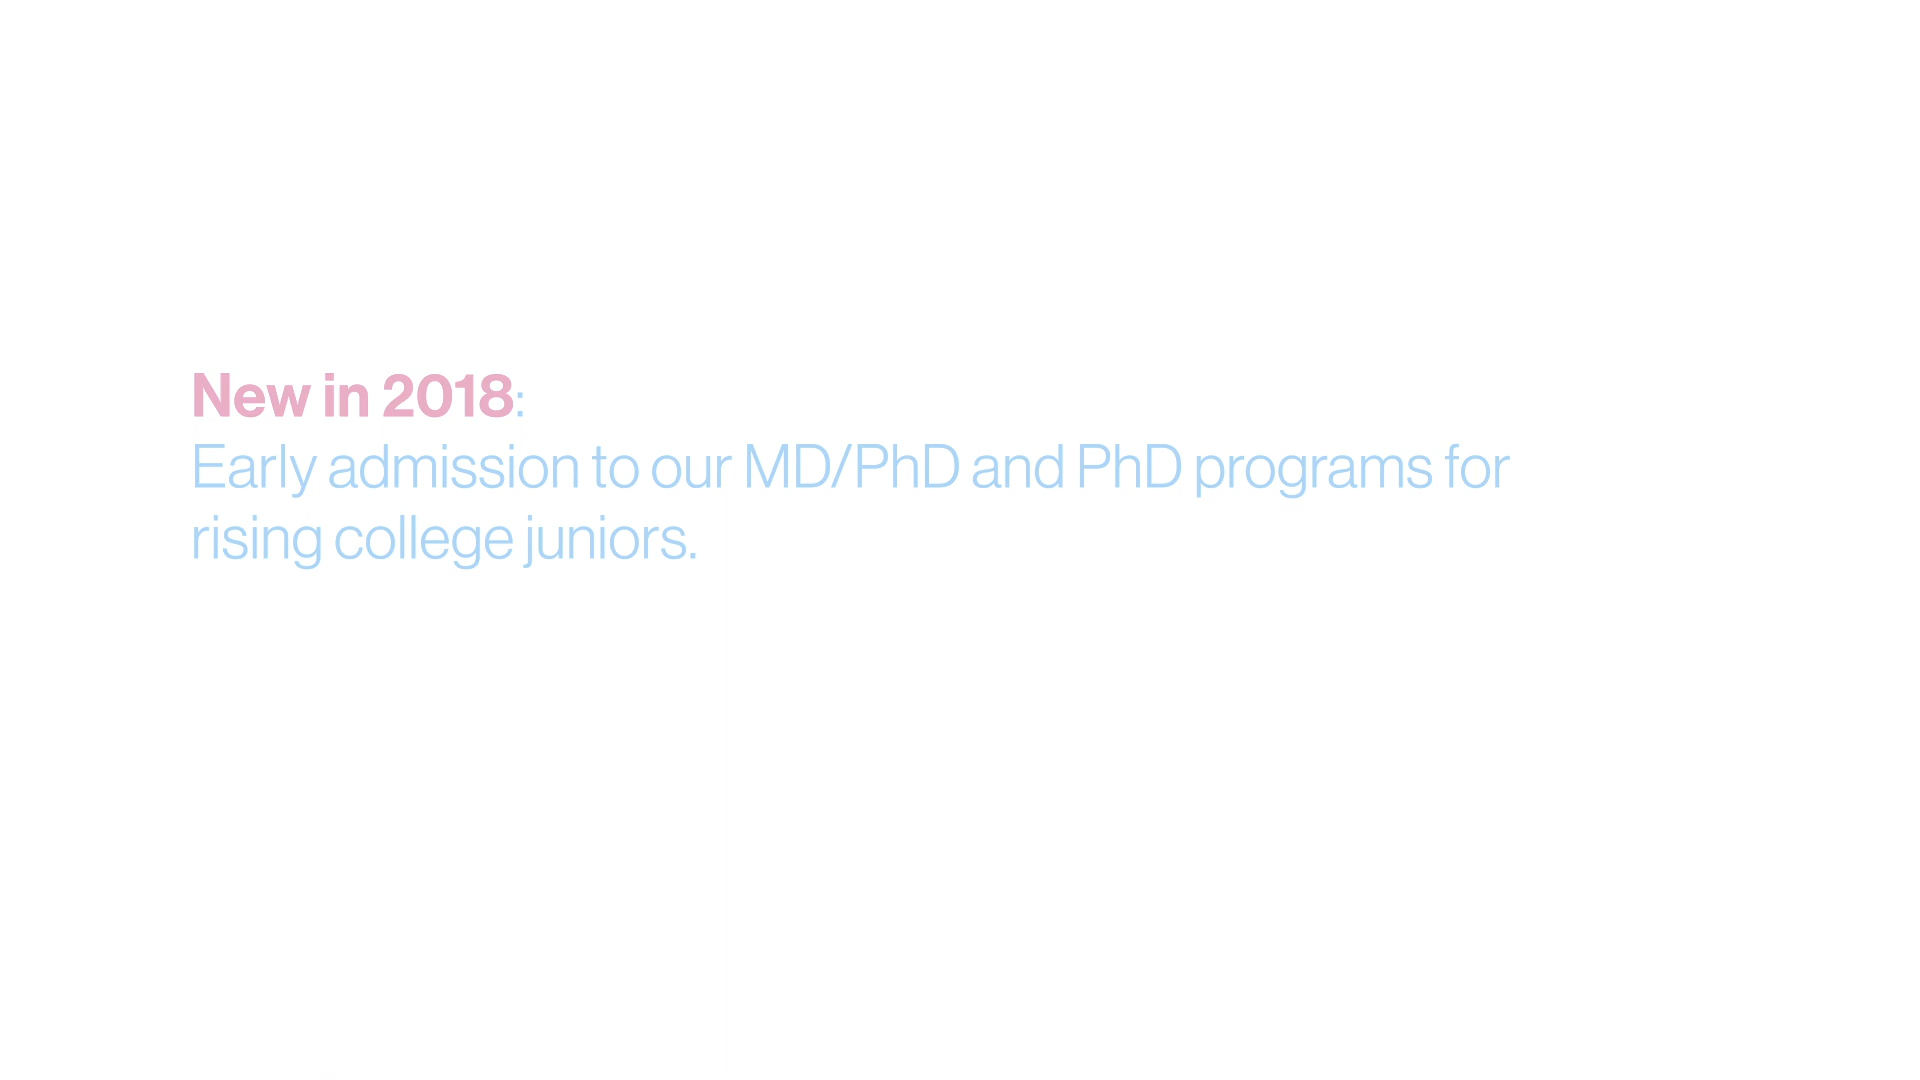 New in 2018:
Early admission to our MD/PhD and PhD programs for
rising college juniors.